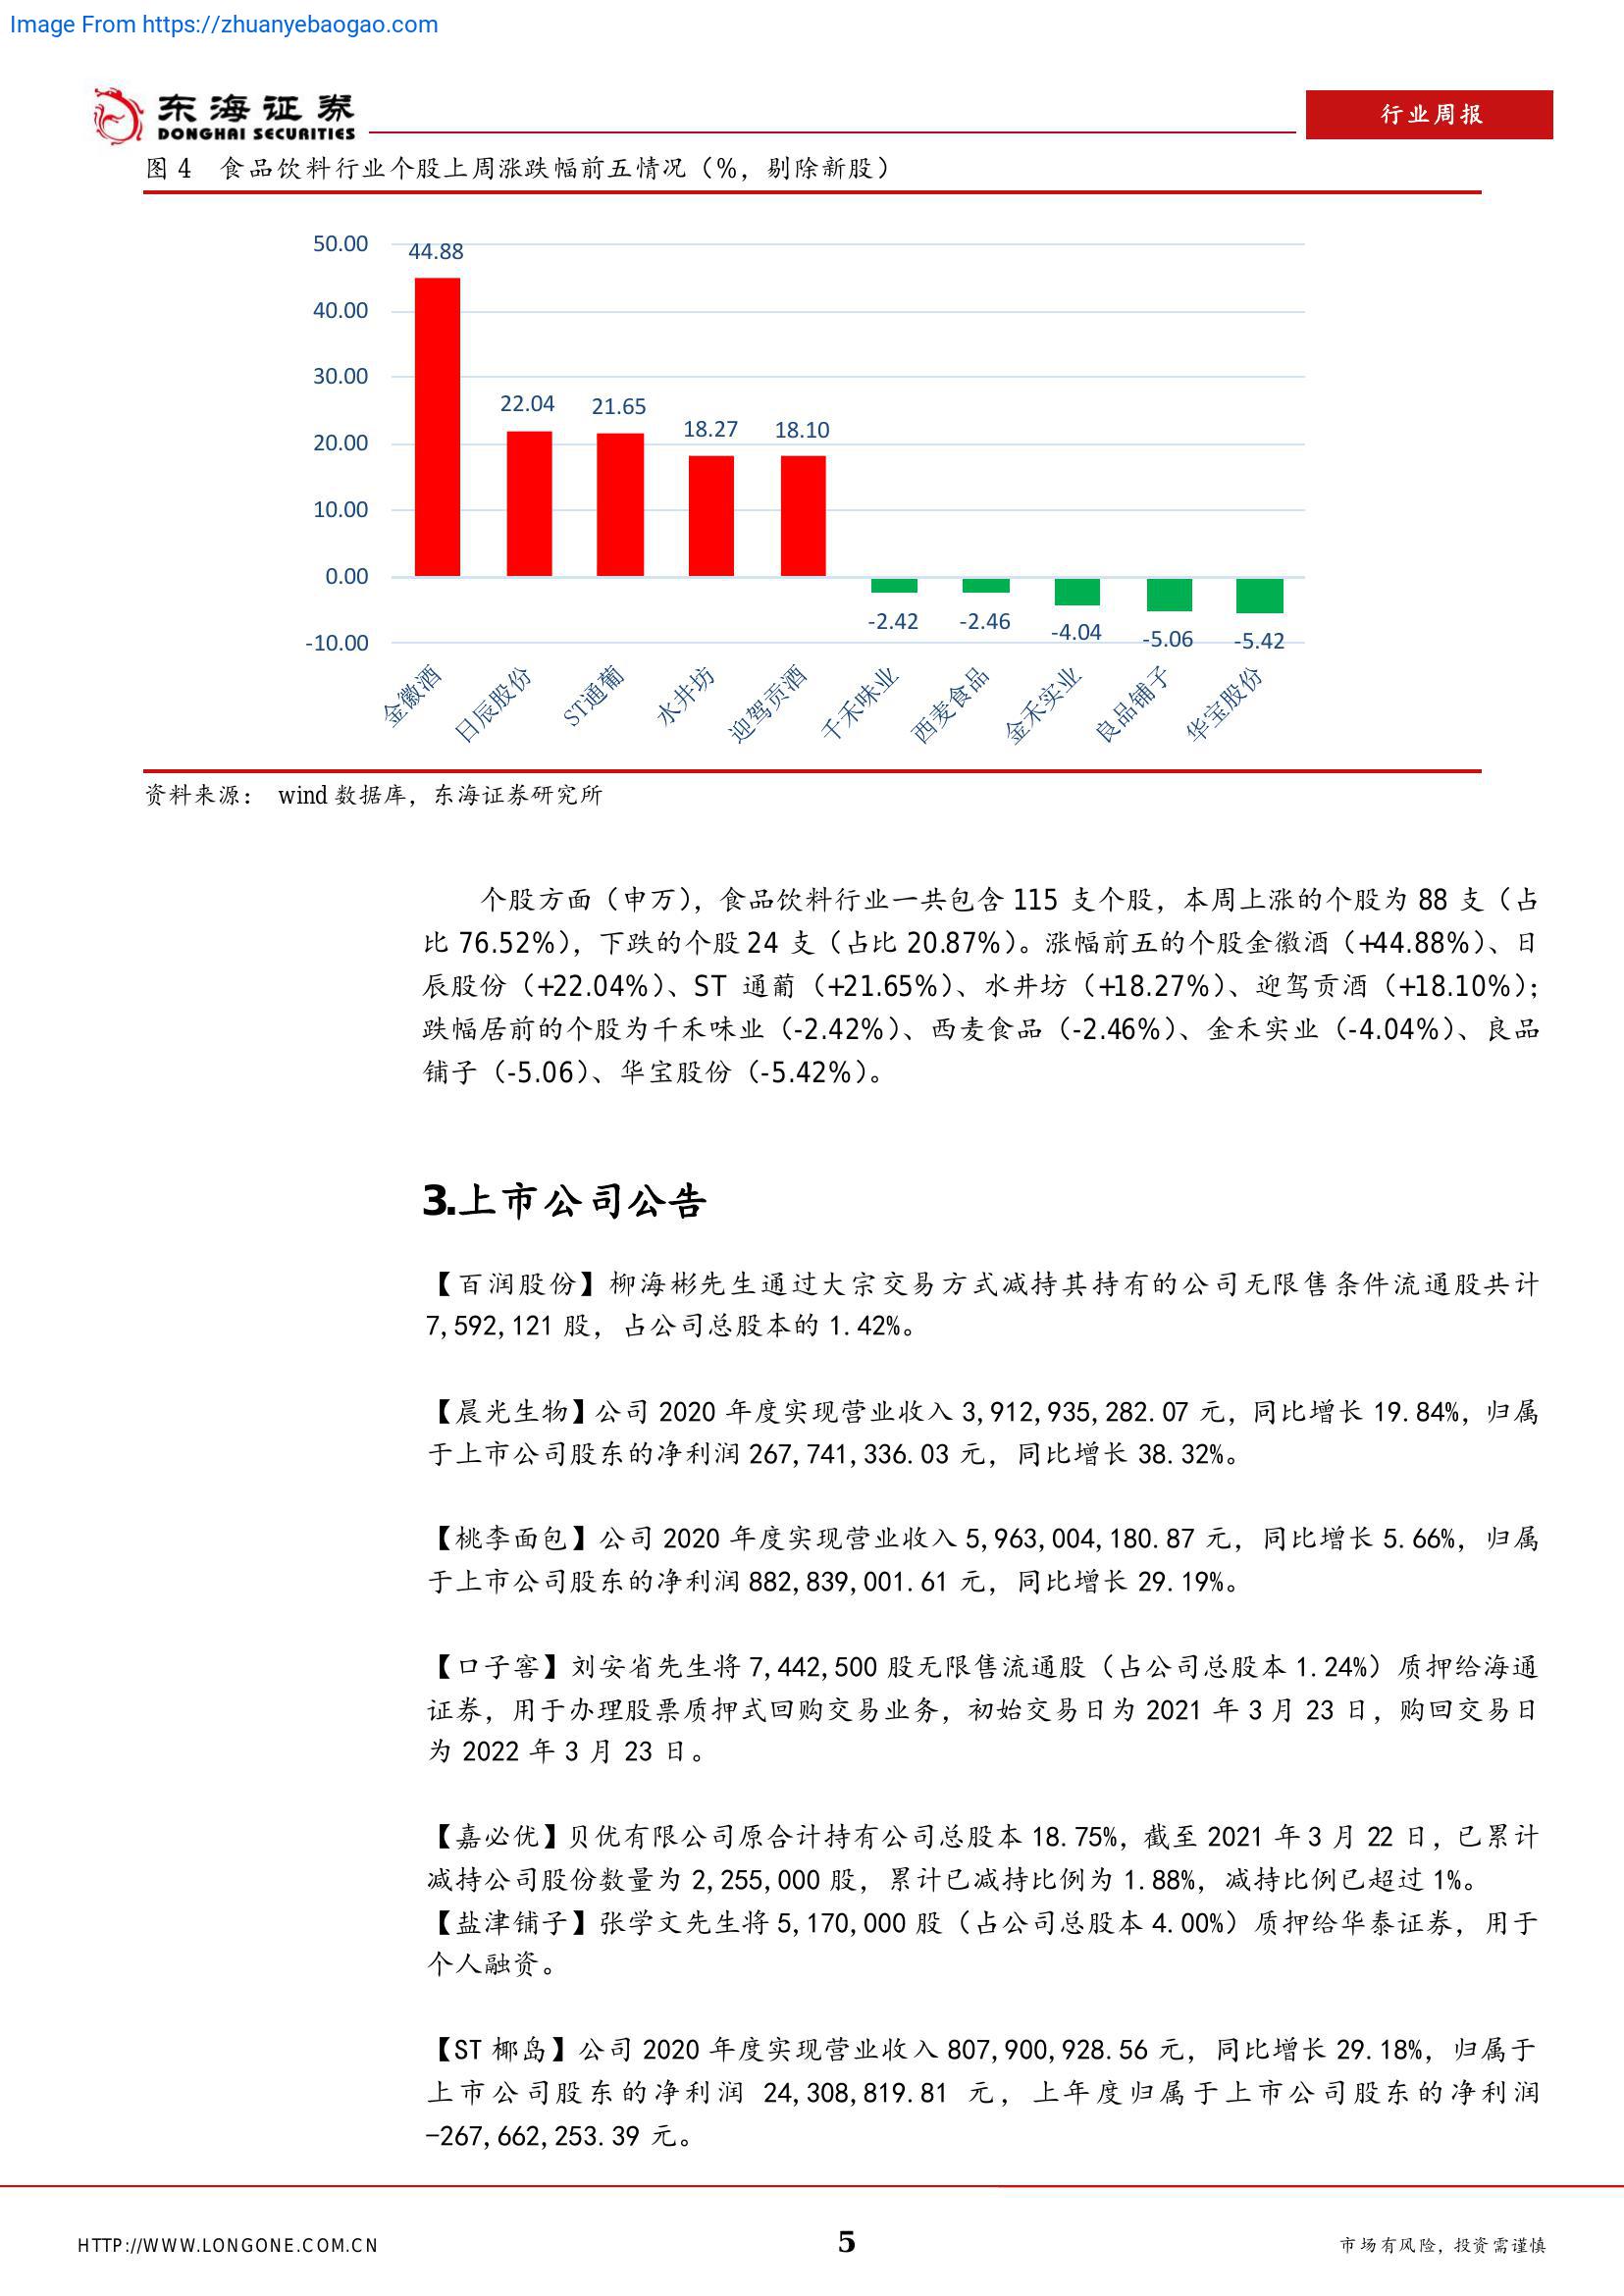 Image From https://zhuanyebaogao.com
东海证券
DONGHAI SECURITIES
行业周报
图 4 食品饮料行业个股上周涨跌幅前五情况（%，剔除新股）
50.00
44.88
40.00
30.00
22.04
21.65
18.27
18.10
20.00
10.00
0.00
-2.42
-2.46
-4.04
-5.06
-5.42
-10.00
金徽酒
日辰股份
ST通葡
水井坊
迎驾贡酒
千禾味业
西麦食品
金禾实业
良品铺子
华宝股份
资料来源： wind 数据库，东海证券研究所
个股方面（申万），食品饮料行业一共包含 115 支个股，本周上涨的个股为 88 支（占
比 76.52%），下跌的个股 24 支（占比 20.87%）。涨幅前五的个股金徽酒（+44.88%）、日
辰股份（+22.04%）、ST 通葡（+21.65%）、水井坊（+18.27%）、迎驾贡酒（+18.10%）；
跌幅居前的个股为千禾味业（-2.42%）、西麦食品（-2.46%）、金禾实业（-4.04%）、良品
铺子（-5.06）、华宝股份（-5.42%）。
3.上市公司公告
【百润股份】柳海彬先生通过大宗交易方式减持其持有的公司无限售条件流通股共计
7,592,121 股，占公司总股本的 1.42%。
【晨光生物】公司 2020 年度实现营业收入 3,912,935,282.07 元，同比增长 19.84%，归属
于上市公司股东的净利润 267,741,336.03 元，同比增长 38.32%。
【桃李面包】公司 2020 年度实现营业收入 5,963,004,180.87 元，同比增长 5.66%，归属
于上市公司股东的净利润 882,839,001.61 元，同比增长 29.19%。
【口子窖】刘安省先生将 7,442,500 股无限售流通股（占公司总股本 1.24%）质押给海通
证券，用于办理股票质押式回购交易业务，初始交易日为 2021 年 3 月 23 日，购回交易日
为 2022 年 3 月 23 日。
【嘉必优】贝优有限公司原合计持有公司总股本 18.75%，截至 2021 年 3 月 22 日，已累计
减持公司股份数量为 2,255,000 股，累计已减持比例为 1.88%，减持比例已超过 1%。
【盐津铺子】张学文先生将 5,170,000 股（占公司总股本 4.00%）质押给华泰证券，用于
个人融资。
【ST 椰岛】公司 2020 年度实现营业收入 807,900,928.56 元，同比增长 29.18%，归属于
上市公司股东的净利润 24,308,819.81 元，上年度归属于上市公司股东的净利润
-267,662,253.39 元。
HTTP://WWW.LONGONE.COM.CN
5
市场有风险，投资需谨慎